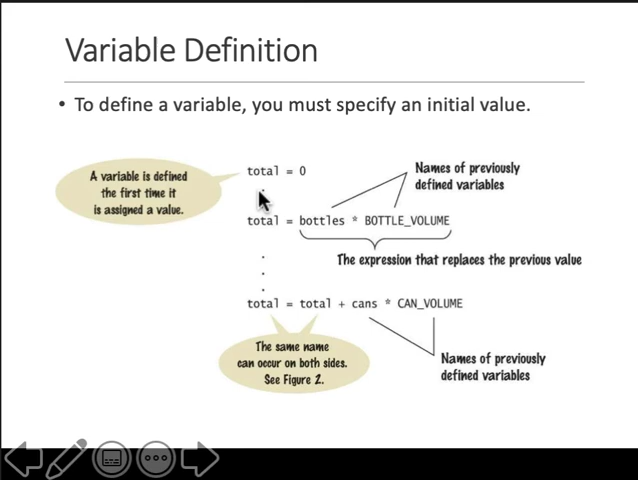 Variable Definition
• To define a variable, you must specify an initial value.
A variable is defined
the first time it
is assigned a value.
total = 0
Names of previously
defined variables
total = bottles * BOTTLE_VOLUME
The expression that replaces the previous value
total = total + cans * CAN_VOLUME
The same name
can occur on both sides.
See Figure 2.
Names of previously
defined variables